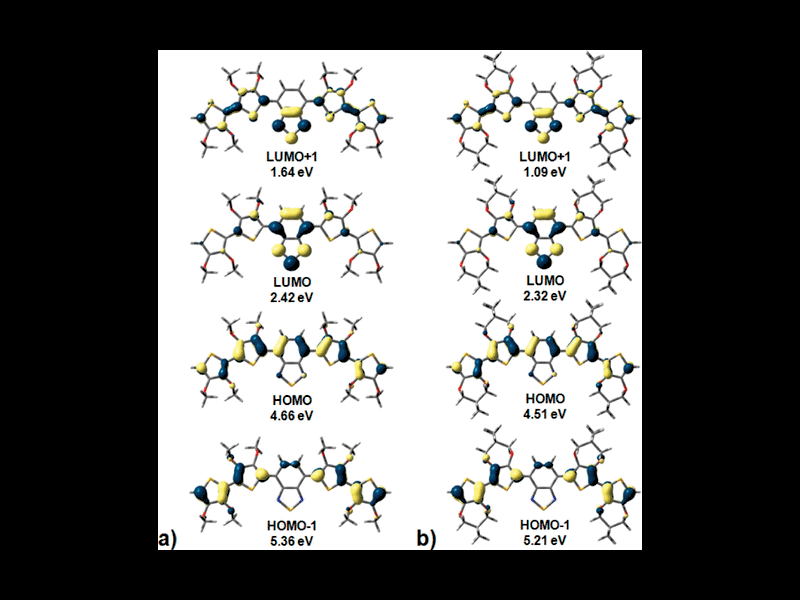 LUMO+1
1.64 eV
LUMO
2.42 eV
HOMO
4.66 eV
HOMO-1
5.36 eV
a)
LUMO+1
1.09 eV
LUMO
2.32 eV
HOMO
4.51 eV
HOMO-1
5.21 eV
b)